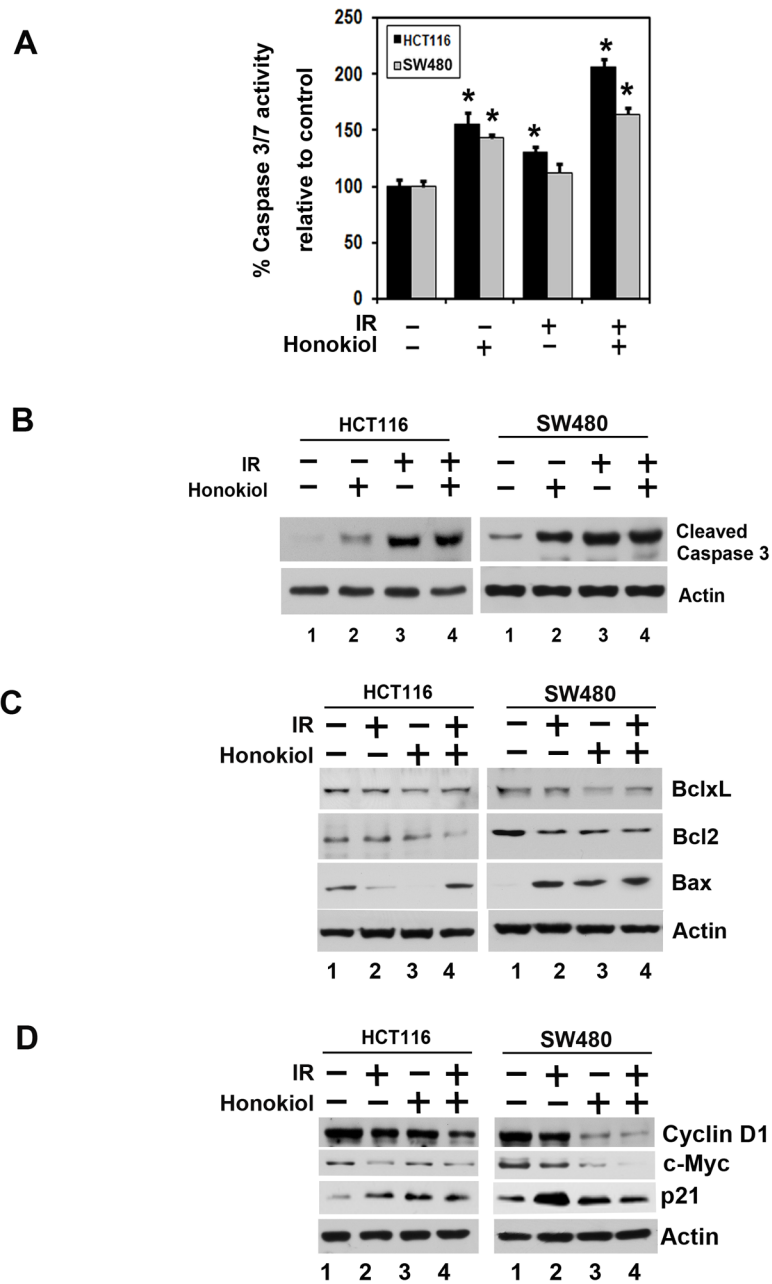 A
% Caspase 3/7 activity
relative to control
250
200
150
100
50
0
HCT116
SW480
* * * * *
IR – – + +
Honokiol – + – +
B
HCT116 SW480
IR – – + + – – + +
Honokiol – + – + – + – +
Cleaved
Caspase 3
Actin
1 2 3 4 1 2 3 4
C
HCT116 SW480
IR – + – + – + – +
Honokiol – – + + – – + +
BclxL
Bcl2
Bax
Actin
1 2 3 4 1 2 3 4
D
HCT116 SW480
IR – + – + – + – +
Honokiol – – + + – – + +
Cyclin D1
c-Myc
p21
Actin
1 2 3 4 1 2 3 4